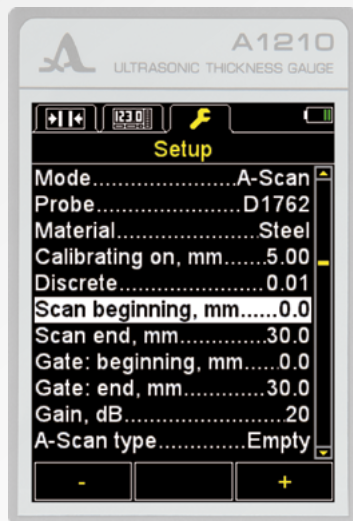 A1210
ULTRASONIC THICKNESS GAUGE
123.0
Setup
Mode......................A-Scan
Probe......................D1762
Material......................Steel
Calibrating on, mm.......5.00
Discrete......................0.01
Scan beginning, mm......0.0
Scan end, mm.................30.0
Gate: beginning, mm......0.0
Gate: end, mm..............30.0
Gain, dB........................20
A-Scan type..............Empty
- +